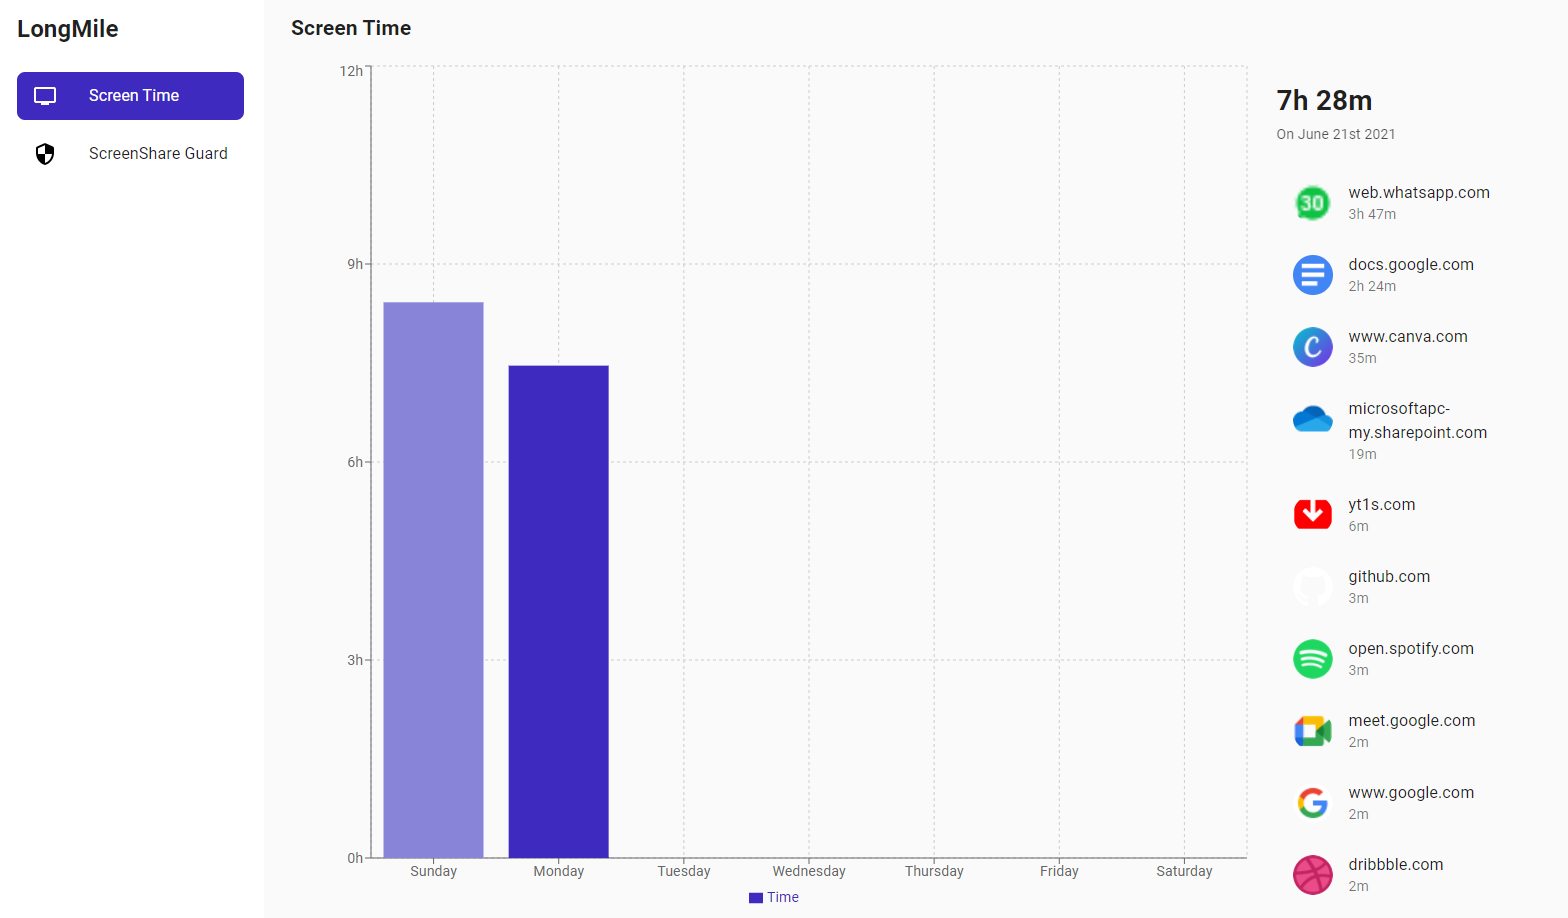 LongMile
Screen Time
ScreenShare Guard
Screen Time
12h
9h
6h
3h
0h
Sunday Monday Tuesday Wednesday Thursday Friday Saturday
Time
7h 28m
On June 21st 2021
30
web.whatsapp.com
3h 47m
docs.google.com
2h 24m
C
www.canva.com
35m
microsoftapc-
my.sharepoint.com
19m
yt1s.com
6m
github.com
3m
open.spotify.com
3m
meet.google.com
2m
G
www.google.com
2m
dribbble.com
2m